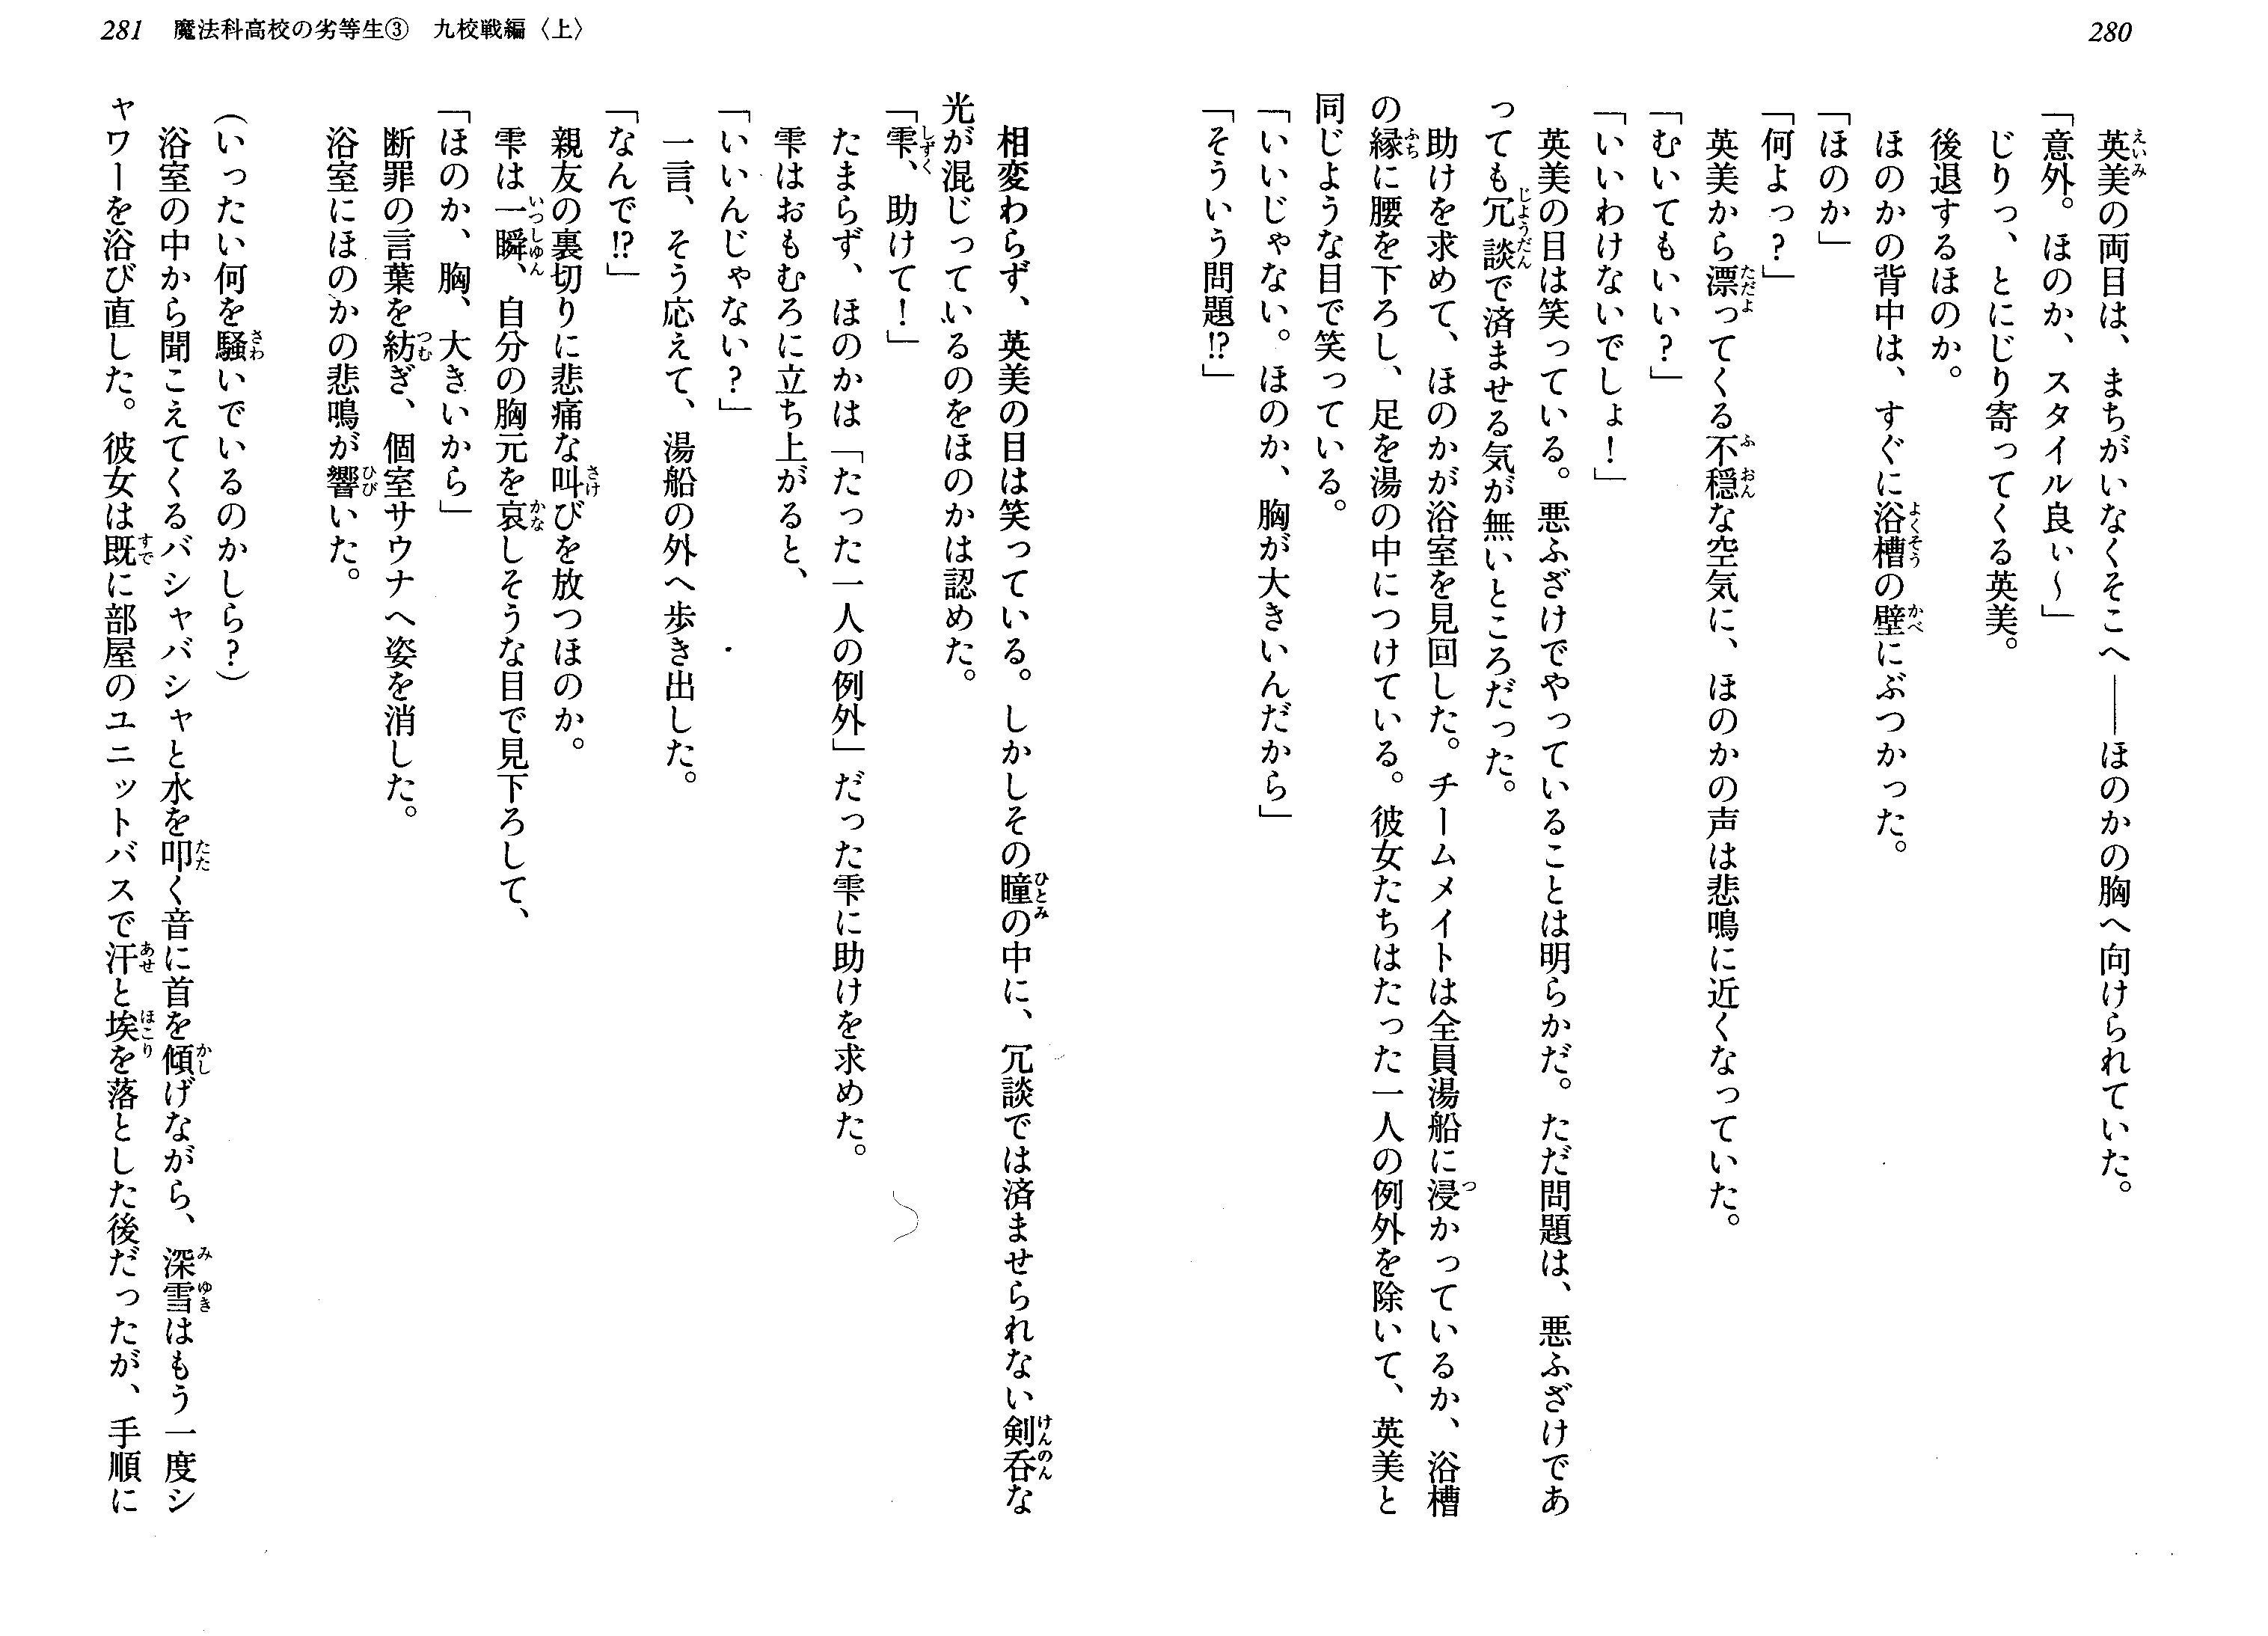 280
英美の両目は、まちがいなくそこへ――ほのかの胸へ向けられていた。
「意外。ほのか、スタイル良ぃ～」
じりっ、とにじり寄ってくる英美。
後退するほのか。
ほのかの背中は、すぐに浴槽の壁にぶつかった。
「ほのか」
「何よっ?」
英美から漂ってくる不穏な空気に、ほのかの声は悲鳴に近くなっていた。
「むいてもいい?」
「いいわけないでしょ!」
英美の目は笑っている。悪ふざけでやっていることは明らかだ。ただ問題は、悪ふざけであ
っても冗談で済ませる気が無いところだった。
助けを求めて、ほのかが浴室を見回した。チームメイトは全員湯船に浸かっているか、浴槽
の縁に腰を下ろし、足を湯の中につけている。彼女たちはたった一人の例外を除いて、英美と
同じような目で笑っている。
「いいじゃない。ほのか、胸が大きいんだから」
「そういう問題!?」
281 魔法科高校の劣等生③ 九校戦編〈上〉
相変わらず、英美の目は笑っている。しかしその瞳の中に、冗談では済ませられない剣呑な
光が混じっているのをほのかは認めた。
「雫、助けて!」
たまらず、ほのかは「たった一人の例外」だった雫に助けを求めた。
雫はおもむろに立ち上がると、
「いいんじゃない?」
一言、そう応えて、湯船の外へ歩き出した。
「なんで!?」
親友の裏切りに悲痛な叫びを放つほのか。
雫は一瞬、自分の胸元を哀しそうな目で見下ろして、
「ほのか、胸、大きいから」
断罪の言葉を紡ぎ、個室サウナへ姿を消した。
浴室にほのかの悲鳴が響いた。
(いったい何を騒いでいるのかしら?)
浴室の中から聞こえてくるバシャバシャと水を叩く音に首を傾げながら、深雪はもう一度シ
ャワーを浴び直した。彼女は既に部屋のユニットバスで汗と埃を落とした後だったが、手順に